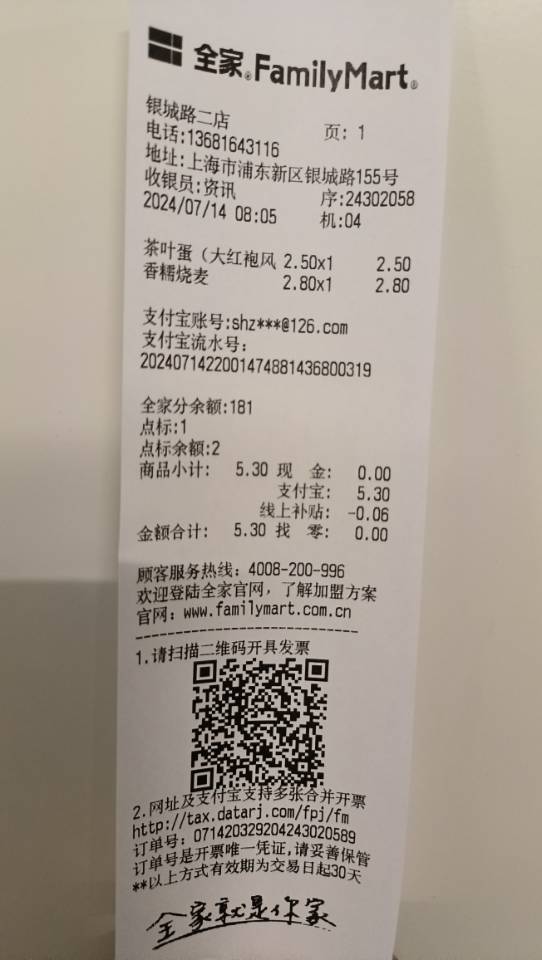 全家 FamilyMart
银城路二店 页: 1
电话:13681643116
地址:上海市浦东新区银城路155号
收银员:资讯 序:24302058
2024/07/14 08:05 机:04
茶叶蛋（大红袍风 2.50x1 2.50
香糯烧麦 2.80x1 2.80
支付宝账号:shz***@126.com
支付宝流水号:
2024071422001474881436800319
全家分余额:181
点标:1
点标余额:2
商品小计: 5.30 现 金: 0.00
支付宝: 5.30
线上补贴: -0.06
金额合计: 5.30 找 零: 0.00
顾客服务热线: 4008-200-996
欢迎登陆全家官网，了解加盟方案
官网: www.familymart.com.cn
------------------------------
1.请扫描二维码开具发票
2.网址及支付宝支持多张合并开票
http://tax.datarj.com/fpj/fm
订单号: 071420329204243020589
订单号是开票唯一凭证,请妥善保管
**以上方式有效期为交易日起30天
全家就是你家